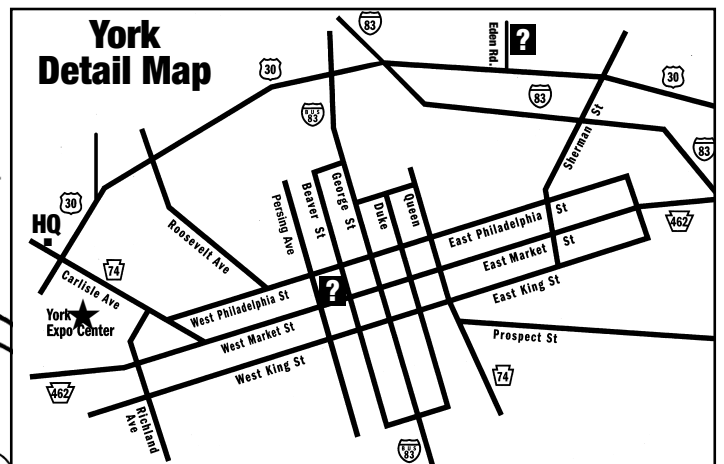 York
Detail Map
83
Eden Rd.
?
30
30
83
BUS
83
Sherman St
83
30
HQ
George St
Beaver St
Queen
Duke
Persing Ave
Roosevelt Ave
East Philadelphia St
462
74
Carlisle Ave
East Market St
?
York
Expo Center
West Philadelphia St
East King St
West Market St
Prospect St
West King St
74
462
Richland
Ave
BUS
83